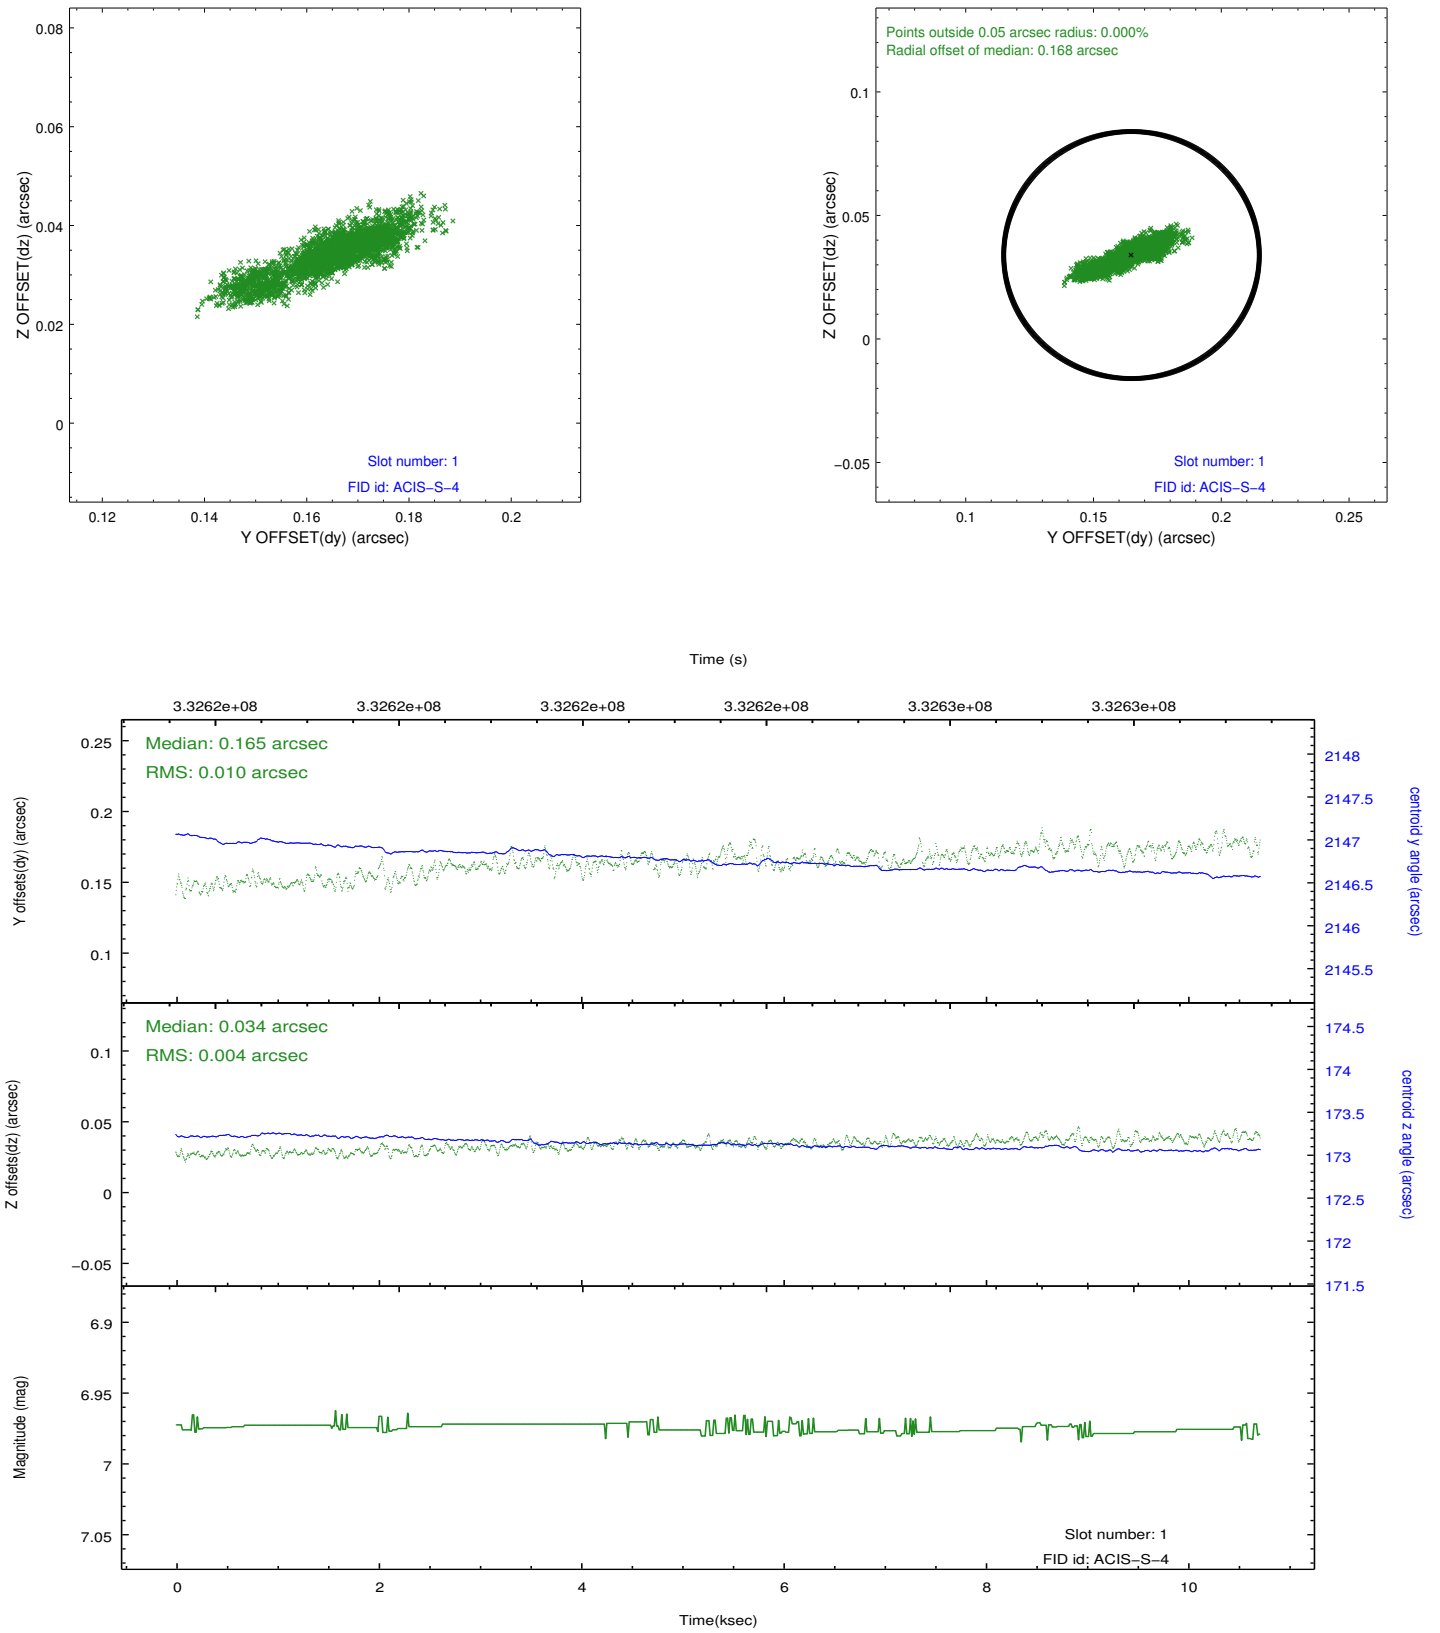 0.08
0.06
0.04
0.02
0
Z OFFSET(dz) (arcsec)
Slot number: 1
FID id: ACIS−S−4
0.12 0.14 0.16 0.18 0.2
Y OFFSET(dy) (arcsec)
Points outside 0.05 arcsec radius: 0.000%
Radial offset of median: 0.168 arcsec
0.1
0.05
0
−0.05
Z OFFSET(dz) (arcsec)
Slot number: 1
FID id: ACIS−S−4
0.1 0.15 0.2 0.25
Y OFFSET(dy) (arcsec)
Time (s)
3.3262e+08 3.3262e+08 3.3262e+08 3.3262e+08 3.3263e+08 3.3263e+08
Median: 0.165 arcsec
RMS: 0.010 arcsec
0.25
0.2
0.15
0.1
Y offsets(dy) (arcsec)
2148
2147.5
2147
2146.5
2146
2145.5
centroid y angle (arcsec)
Median: 0.034 arcsec
RMS: 0.004 arcsec
0.1
0.05
0
−0.05
Z offsets(dz) (arcsec)
174.5
174
173.5
173
172.5
172
171.5
centroid z angle (arcsec)
6.9
6.95
7
7.05
Magnitude (mag)
Slot number: 1
FID id: ACIS−S−4
0 2 4 6 8 10
Time(ksec)